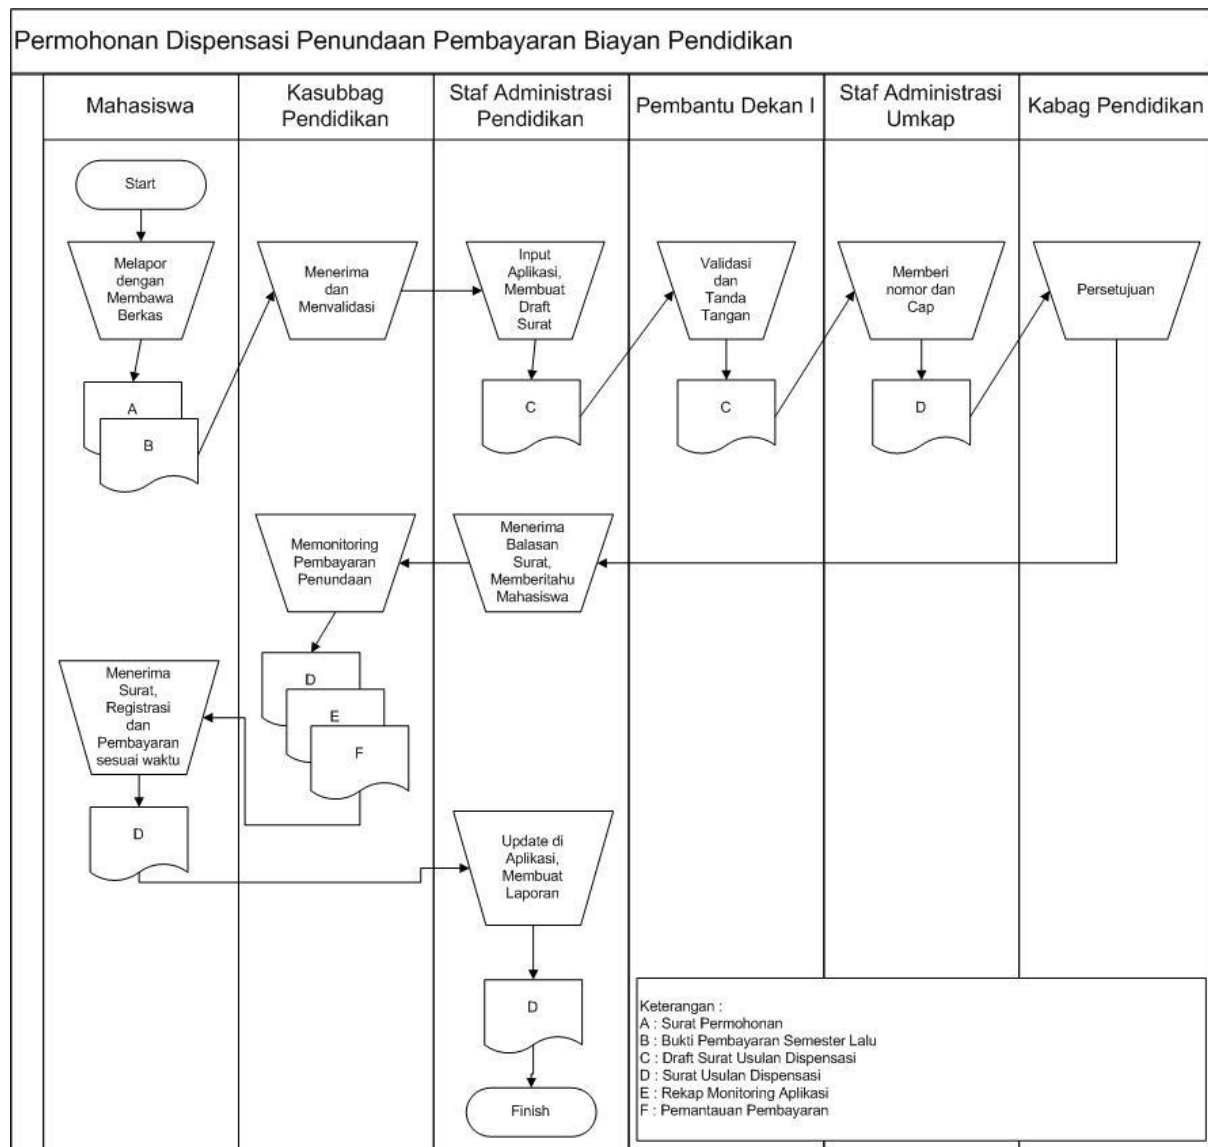 Permohonan Dispensasi Penundaan Pembayaran Biayan Pendidikan
Mahasiswa
Kasubbag
Pendidikan
Staf Administrasi
Pendidikan
Pembantu Dekan I
Staf Administrasi
Umkap
Kabag Pendidikan
Start
Melapor
dengan
Membawa
Berkas
Menerima
dan
Menvalidasi
Input
Aplikasi,
Membuat
Draft
Surat
Validasi
dan
Tanda
Tangan
Memberi
nomor dan
Cap
Persetujuan
A
B
C
C
D
Memonitoring
Pembayaran
Penundaan
Menerima
Balasan
Surat,
Memberitahu
Mahasiswa
D
E
F
Menerima
Surat,
Registrasi
dan
Pembayaran
sesuai waktu
D
Update di
Aplikasi,
Membuat
Laporan
D
Finish
Keterangan :
A : Surat Permohonan
B : Bukti Pembayaran Semester Lalu
C : Draft Surat Usulan Dispensasi
D : Surat Usulan Dispensasi
E : Rekap Monitoring Aplikasi
F : Pemantauan Pembayaran